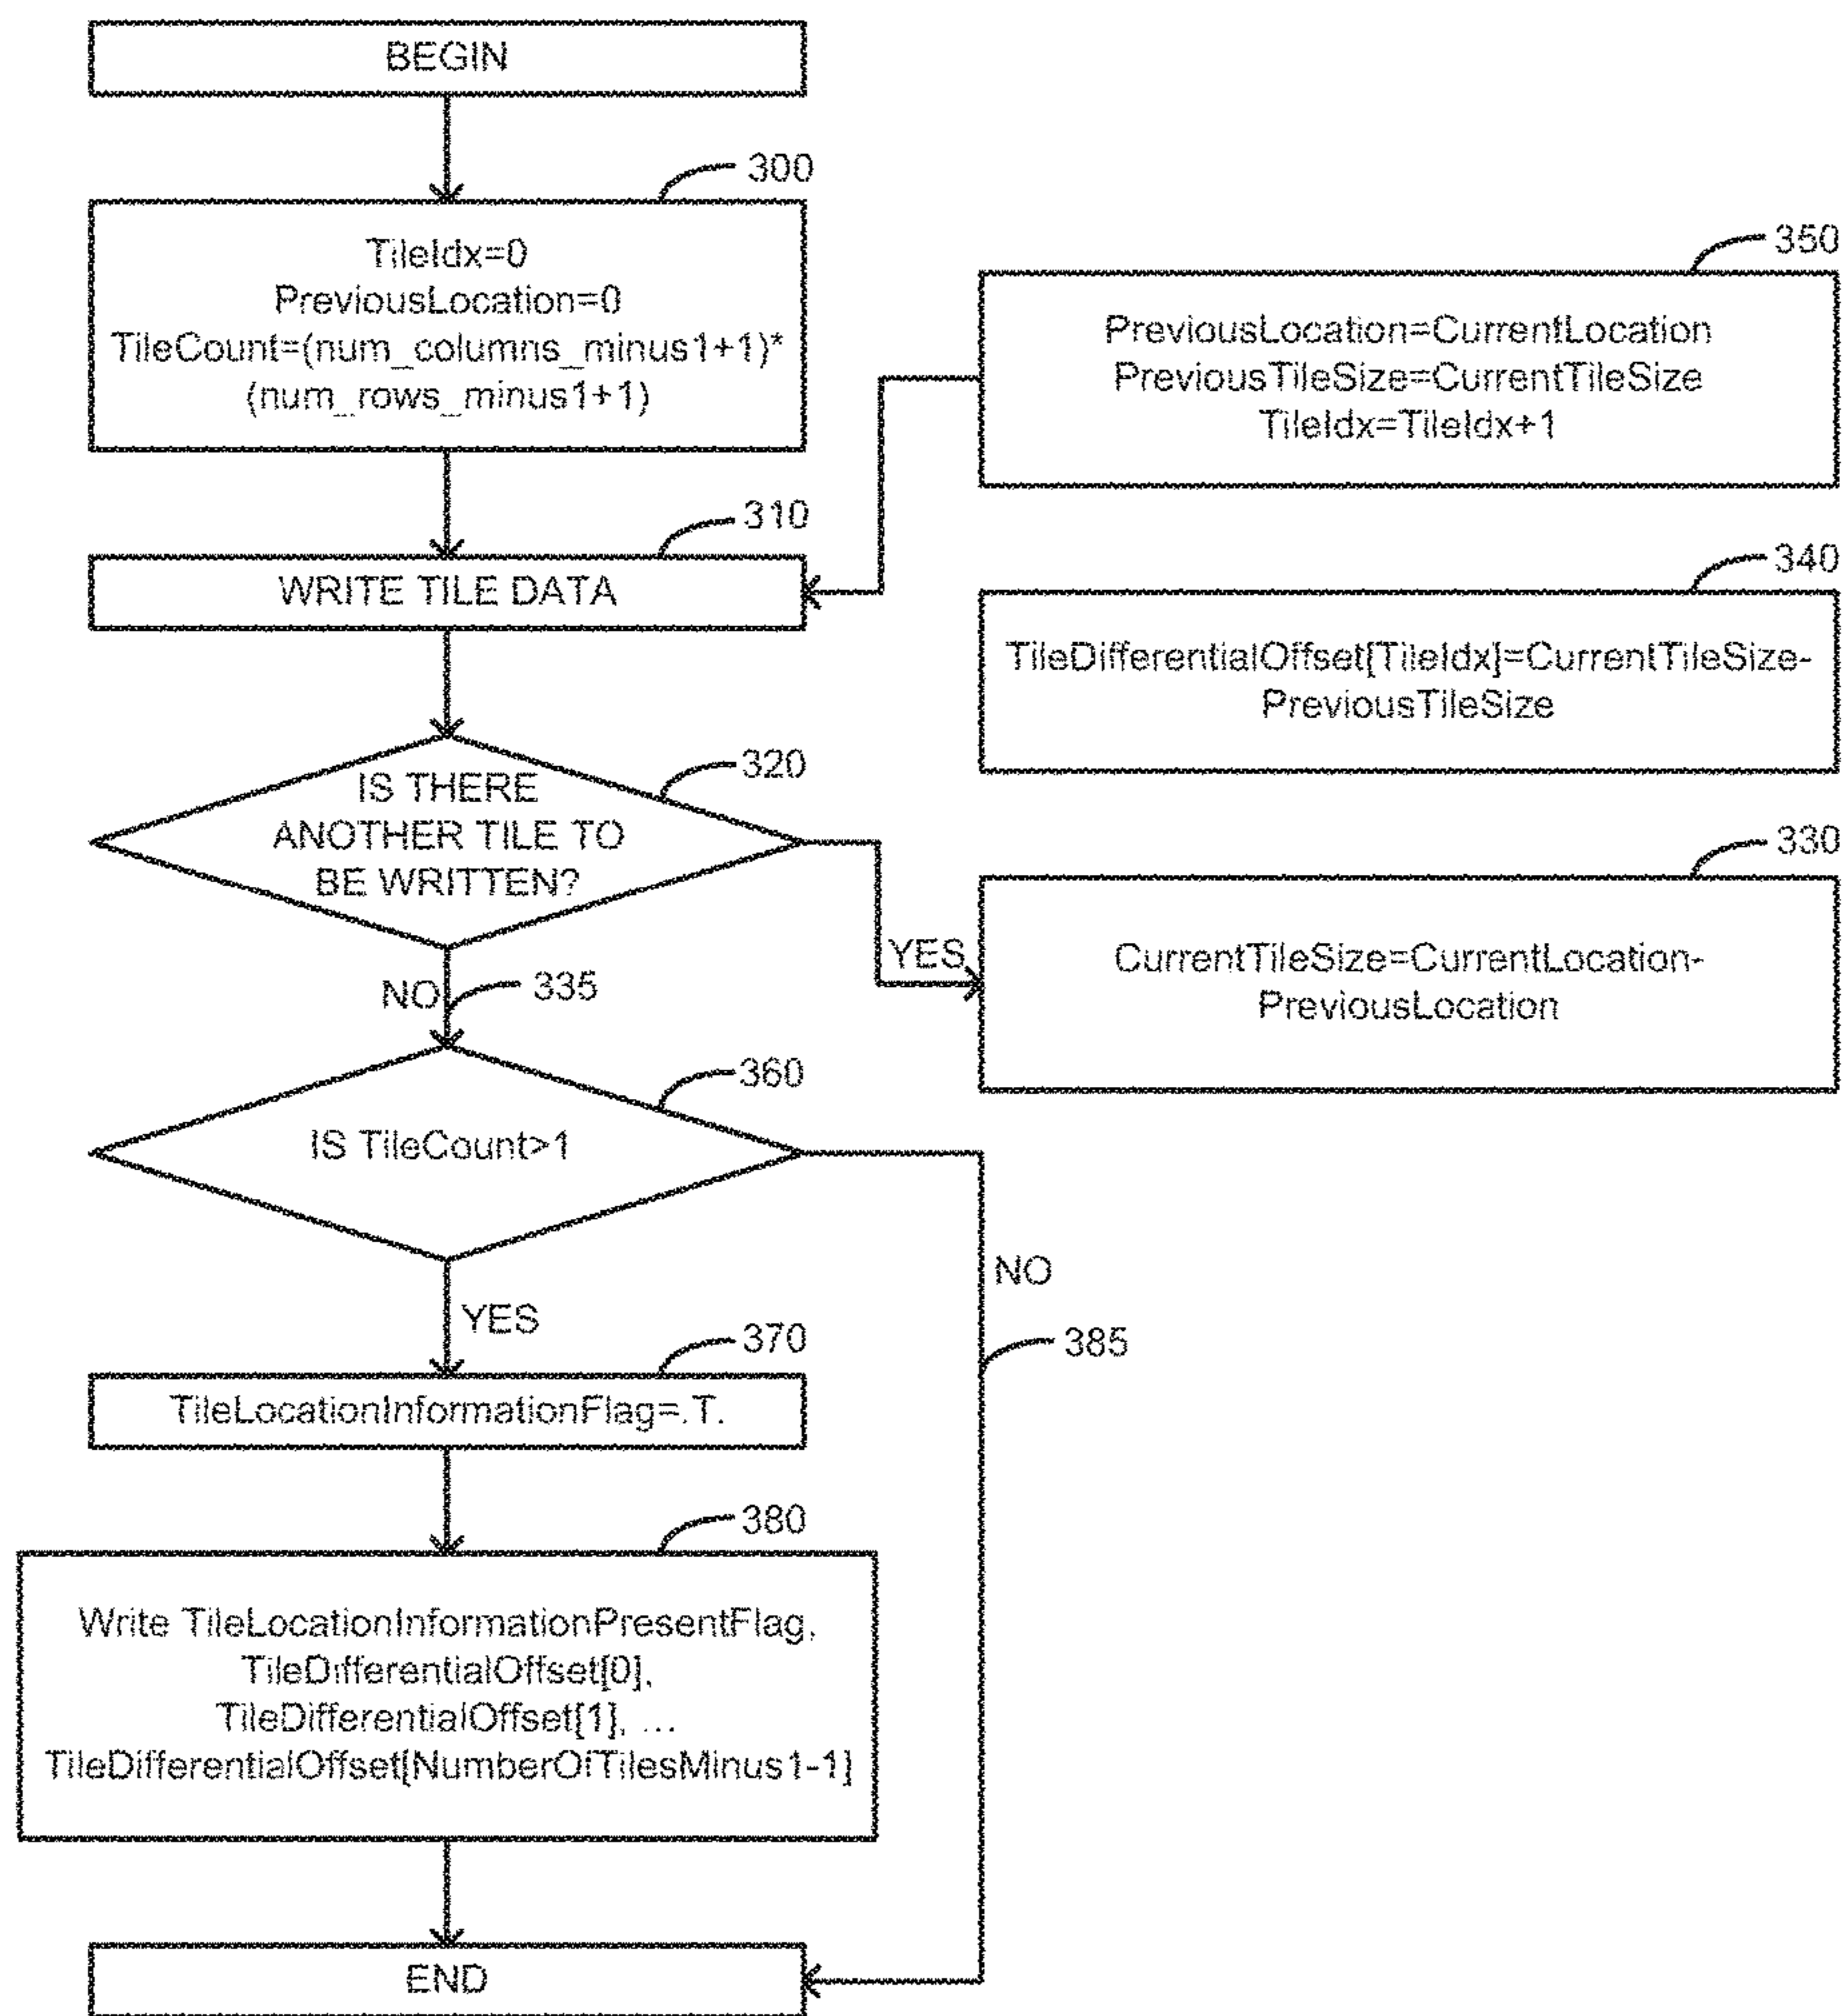 BEGIN
300
TileIdx=0
PreviousLocation=0
TileCount=(num_columns_minus1+1)*
(num_rows_minus1+1)
350
PreviousLocation=CurrentLocation
PreviousTileSize=CurrentTileSize
TileIdx=TileIdx+1
310
WRITE TILE DATA
340
TileDifferentialOffset[TileIdx]=CurrentTileSize-
PreviousTileSize
320
IS THERE
ANOTHER TILE TO
BE WRITTEN?
330
YES
CurrentTileSize=CurrentLocation-
PreviousLocation
NO
335
360
IS TileCount>1
NO
YES
370
385
TileLocationInformationFlag=.T.
380
Write TileLocationInformationPresentFlag,
TileDifferentialOffset[0],
TileDifferentialOffset[1], ...
TileDifferentialOffset[NumberOfTilesMinus1-1]
END